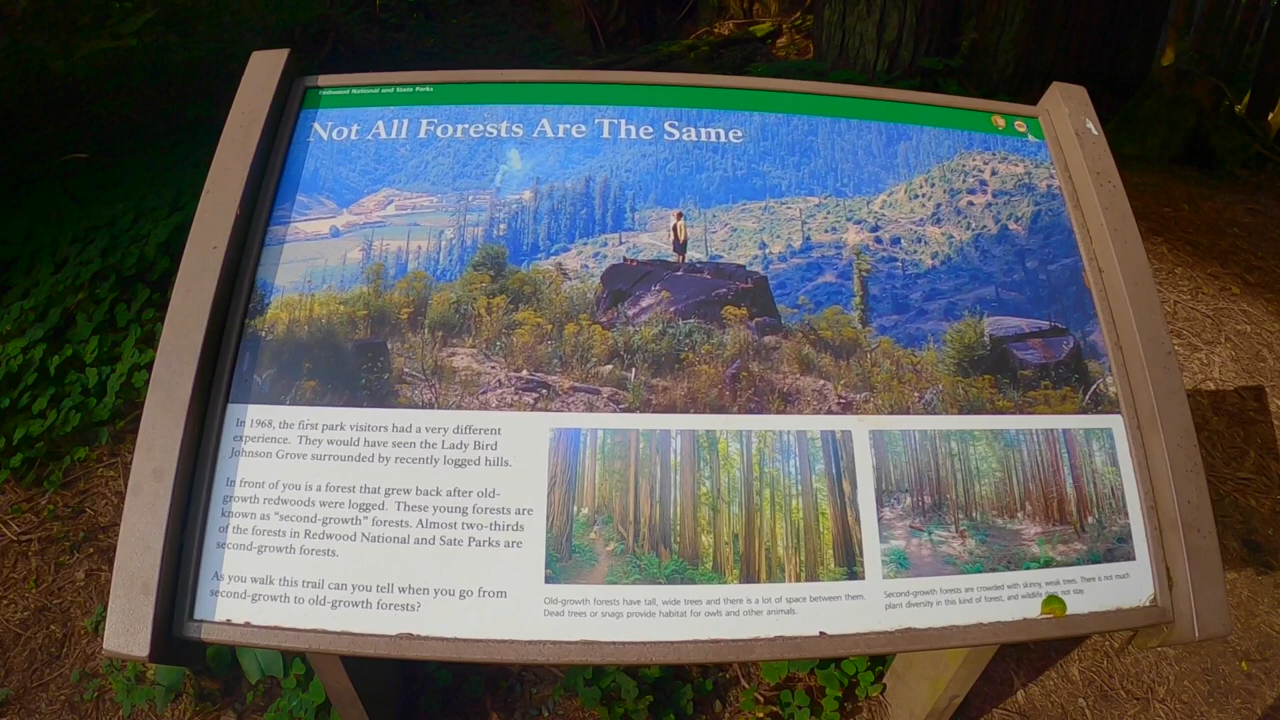 Redwood National and State Parks
Not All Forests Are The Same
In 1968, the first park visitors had a very different
experience. They would have seen the Lady Bird
Johnson Grove surrounded by recently logged hills.
In front of you is a forest that grew back after old-
growth redwoods were logged. These young forests are
known as “second-growth” forests. Almost two-thirds
of the forests in Redwood National and Sate Parks are
second-growth forests.
As you walk this trail can you tell when you go from
second-growth to old-growth forests?
Old-growth forests have tall, wide trees and there is a lot of space between them.
Dead trees or snags provide habitat for owls and other animals.
Second-growth forests are crowded with skinny, weak trees. There is not much
plant diversity in this kind of forest, and wildlife does not stay.